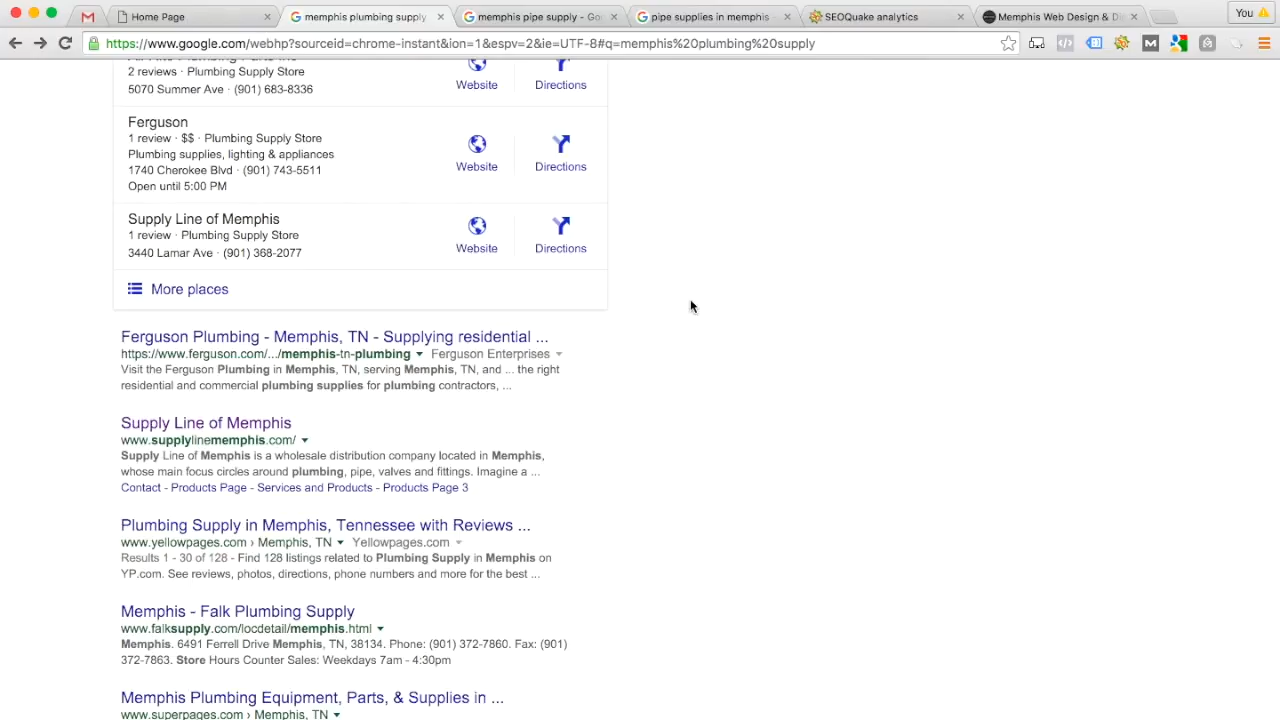 Home Page
memphis plumbing supply
memphis pipe supply - Go
pipe supplies in memphis -
SEOQuake analytics
Memphis Web Design & Di
You
https://www.google.com/webhp?sourceid=chrome-instant&ion=1&espv=2&ie=UTF-8#q=memphis%20plumbing%20supply
2 reviews · Plumbing Supply Store
5070 Summer Ave · (901) 683-8336
Website
Directions
Ferguson
1 review · $$ · Plumbing Supply Store
Plumbing supplies, lighting & appliances
1740 Cherokee Blvd · (901) 743-5511
Open until 5:00 PM
Website
Directions
Supply Line of Memphis
1 review · Plumbing Supply Store
3440 Lamar Ave · (901) 368-2077
Website
Directions
More places
Ferguson Plumbing - Memphis, TN - Supplying residential ...
https://www.ferguson.com/.../memphis-tn-plumbing Ferguson Enterprises
Visit the Ferguson Plumbing in Memphis, TN, serving Memphis, TN, and ... the right
residential and commercial plumbing supplies for plumbing contractors, ...
Supply Line of Memphis
www.supplylinememphis.com/
Supply Line of Memphis is a wholesale distribution company located in Memphis,
whose main focus circles around plumbing, pipe, valves and fittings. Imagine a ...
Contact - Products Page - Services and Products - Products Page 3
Plumbing Supply in Memphis, Tennessee with Reviews ...
www.yellowpages.com › Memphis, TN Yellowpages.com
Results 1 - 30 of 128 - Find 128 listings related to Plumbing Supply in Memphis on
YP.com. See reviews, photos, directions, phone numbers and more for the best ...
Memphis - Falk Plumbing Supply
www.falksupply.com/locdetail/memphis.html
Memphis. 6491 Ferrell Drive Memphis, TN, 38134. Phone: (901) 372-7860. Fax: (901)
372-7863. Store Hours Counter Sales: Weekdays 7am - 4:30pm
Memphis Plumbing Equipment, Parts, & Supplies in ...
www.superpages.com › Memphis, TN